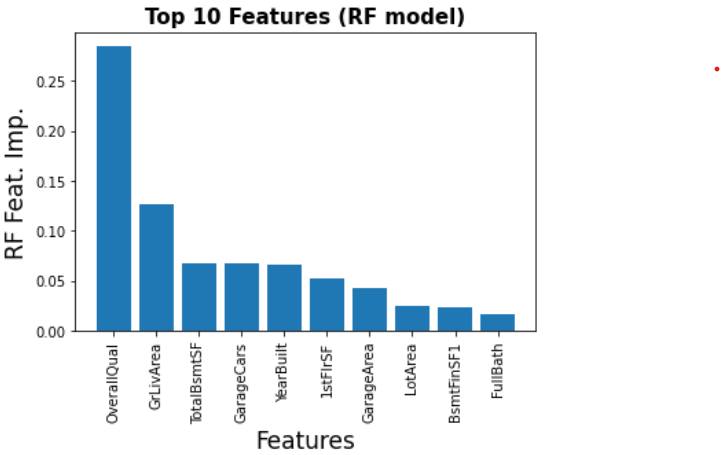 Top 10 Features (RF model)
RF Feat. Imp.
0.25
0.20
0.15
0.10
0.05
0.00
OverallQual
GrLivArea
TotalBsmtSF
GarageCars
YearBuilt
1stFlrSF
GarageArea
LotArea
BsmtFinSF1
FullBath
Features